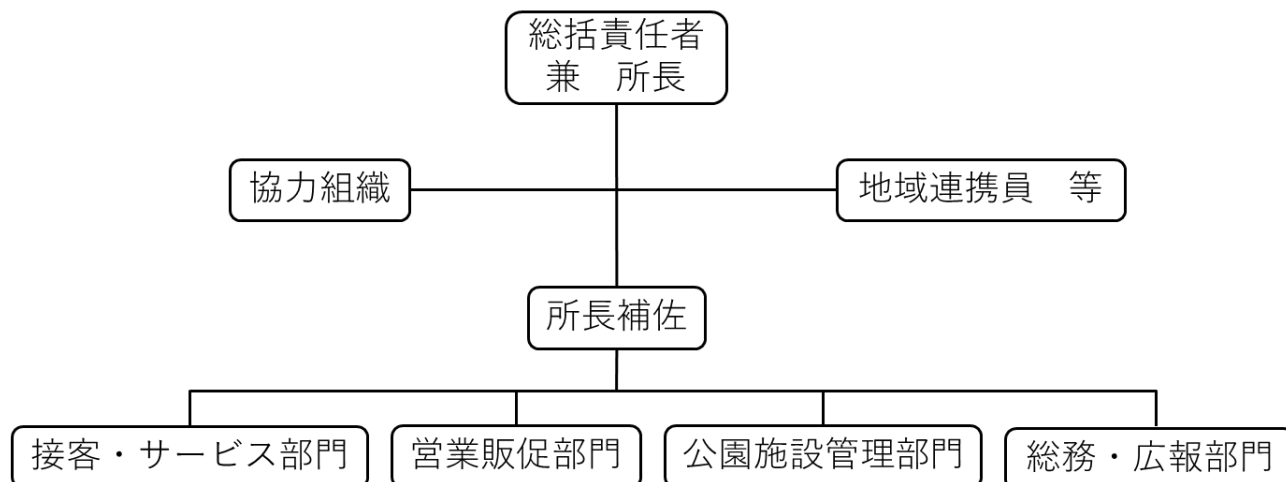 総括責任者
兼　所長
協力組織
地域連携員　等
所長補佐
接客・サービス部門
営業販促部門
公園施設管理部門
総務・広報部門